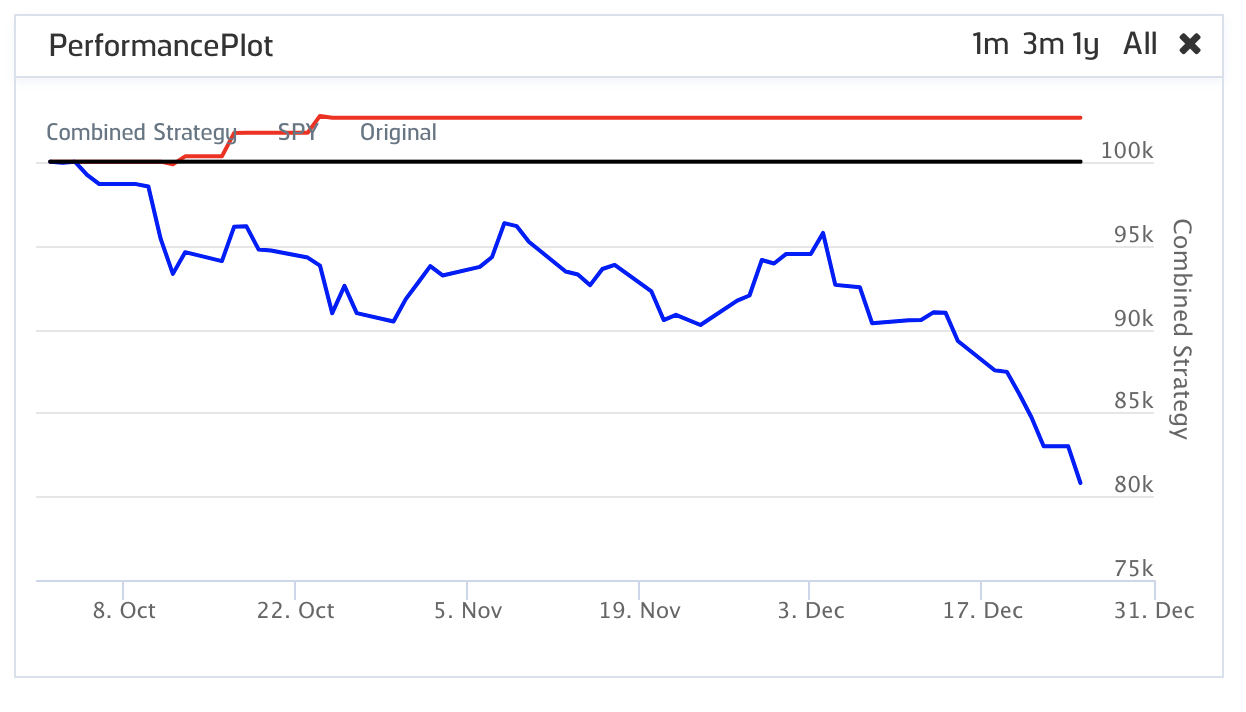 PerformancePlot 1m 3m 1y All ✖
Combined Strategy SPY Original
100k
95k
90k
85k
80k
75k
Combined Strategy
8. Oct 22. Oct 5. Nov 19. Nov 3. Dec 17. Dec 31. Dec